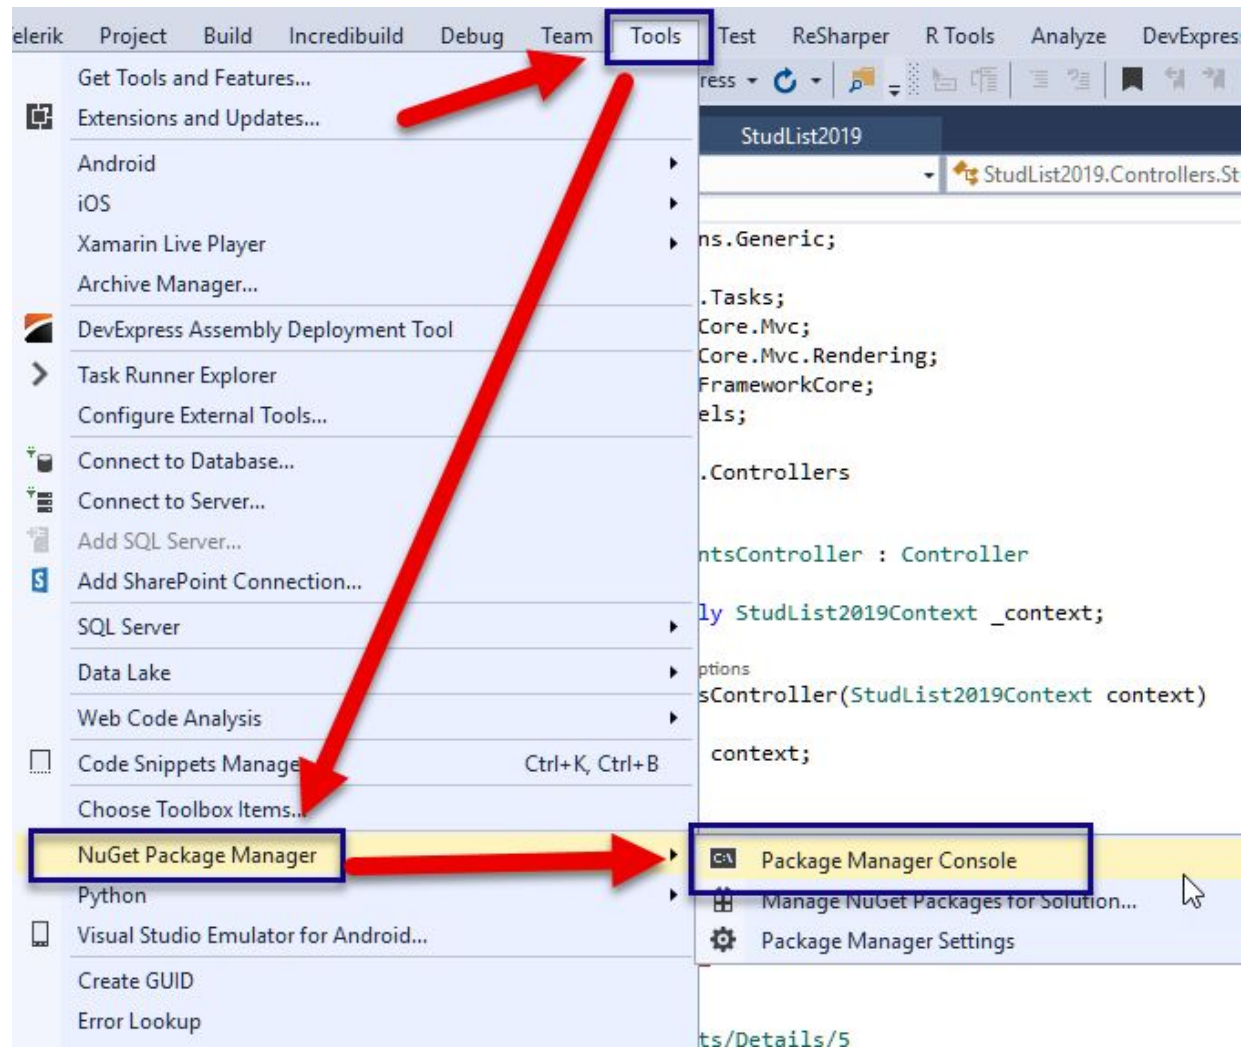 elerik Project Build Incredibuild Debug Team Tools Test ReSharper R Tools Analyze DevExpres
Get Tools and Features...
ress
Extensions and Updates...
StudList2019
Android
StudList2019.Controllers.St
iOS
Xamarin Live Player
ns.Generic;
Archive Manager...
.Tasks;
DevExpress Assembly Deployment Tool
Core.Mvc;
Core.Mvc.Rendering;
Task Runner Explorer
FrameworkCore;
Configure External Tools...
els;
Connect to Database...
.Controllers
Connect to Server...
Add SQL Server...
ntsController : Controller
Add SharePoint Connection...
ly StudList2019Context _context;
SQL Server
Data Lake
ptions
sController(StudList2019Context context)
Web Code Analysis
context;
Code Snippets Manage Ctrl+K, Ctrl+B
Choose Toolbox Items...
NuGet Package Manager
Package Manager Console
Python
Manage NuGet Packages for Solution...
Visual Studio Emulator for Android...
Package Manager Settings
Create GUID
Error Lookup
ts/Details/5